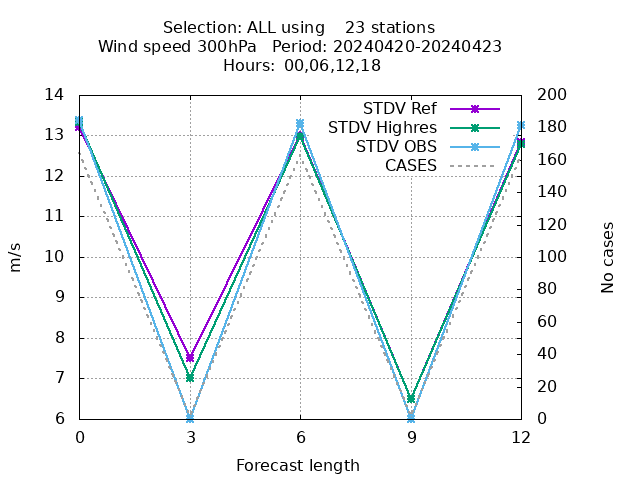 Selection: ALL using    23 stations
Wind speed 300hPa   Period: 20240420-20240423
Hours: 00,06,12,18
STDV Ref
STDV Highres
STDV OBS
CASES
14
13
12
11
10
9
8
7
6
m/s
200
180
160
140
120
100
80
60
40
20
0
No cases
0 3 6 9 12
Forecast length